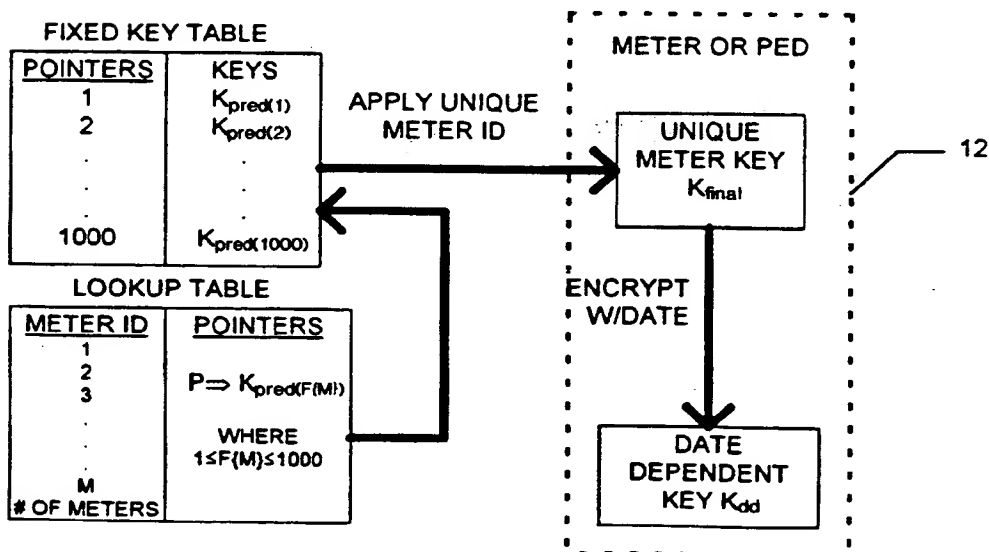 FIXED KEY TABLE
POINTERS KEYS
1 Kpred(1)
2 Kpred(2)
. .
. .
. .
1000 Kpred(1000)
LOOKUP TABLE
METER ID POINTERS
1
2
3
P⇒ Kpred(F{M})
.
.
.
WHERE
1≤F{M}≤1000
M
# OF METERS
APPLY UNIQUE
METER ID
METER OR PED
UNIQUE
METER KEY
Kfinal
12
ENCRYPT
W/DATE
DATE
DEPENDENT
KEY Kdd